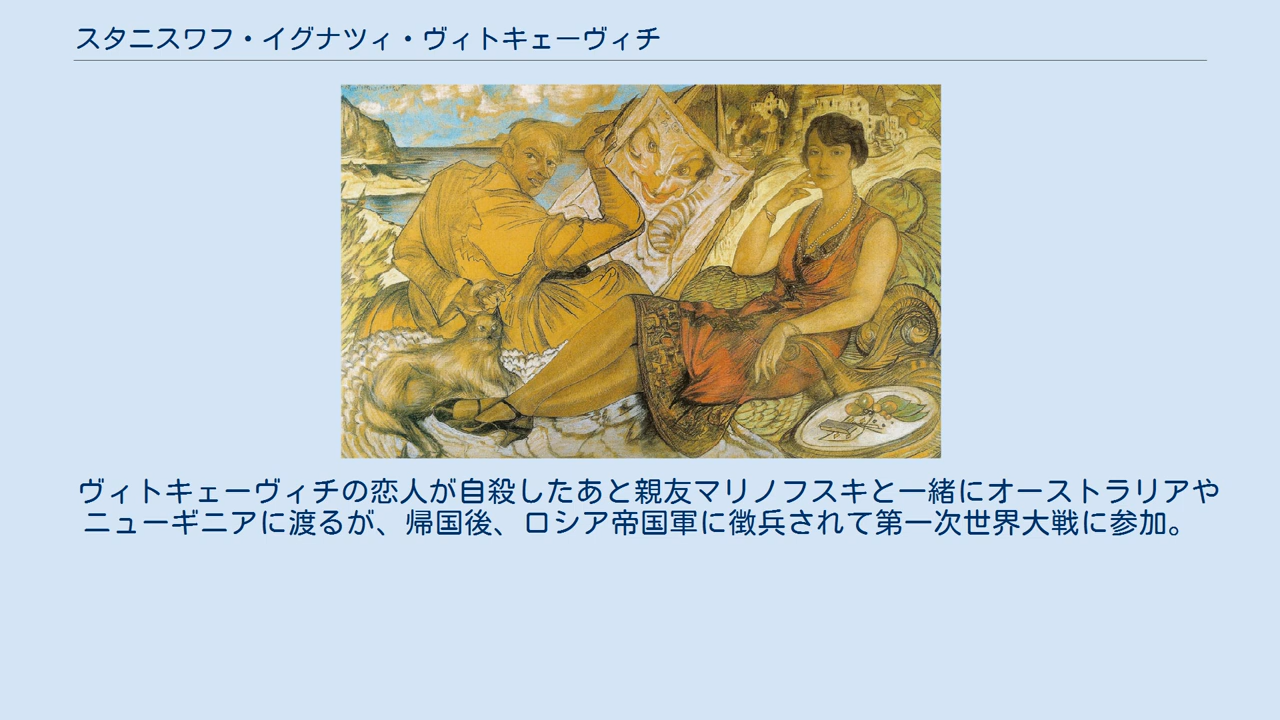 スタニスワフ・イグナツィ・ヴィトキェーヴィチ
ヴィトキェーヴィチの恋人が自殺したあと親友マリノフスキと一緒にオーストラリアや
ニューギニアに渡るが、帰国後、ロシア帝国軍に徴兵されて第一次世界大戦に参加。